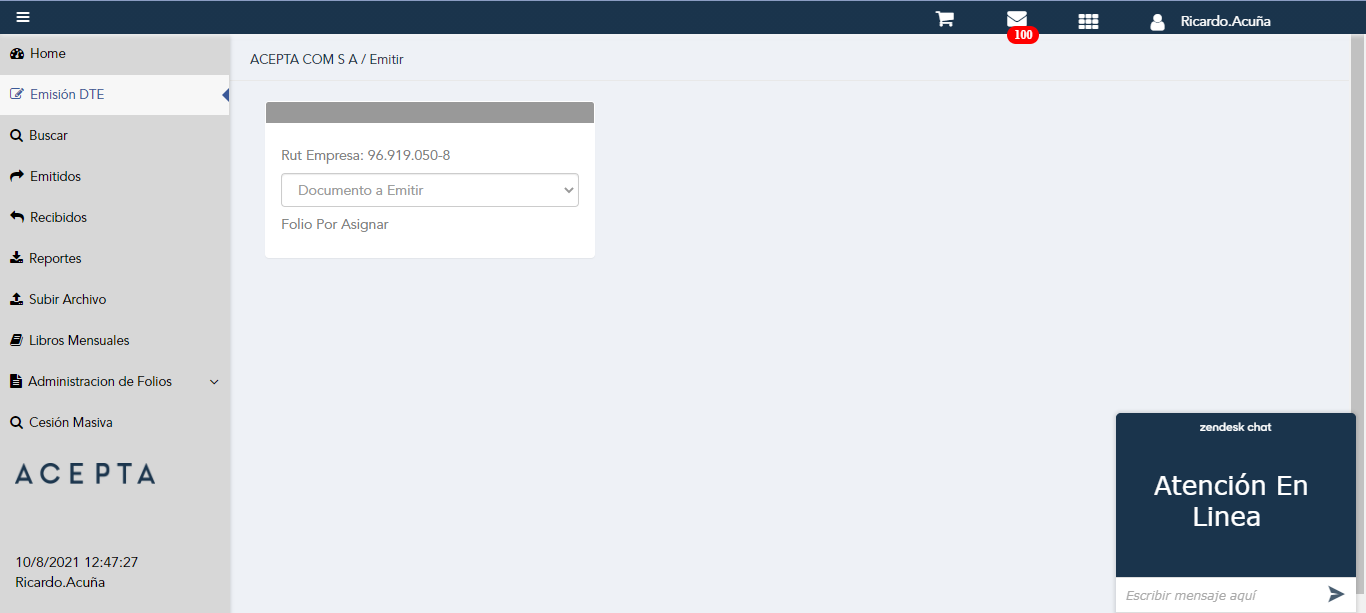 100
Ricardo.Acuña
Home
Emisión DTE
Buscar
Emitidos
Recibidos
Reportes
Subir Archivo
Libros Mensuales
Administracion de Folios
Cesión Masiva
ACEPTA
10/8/2021 12:47:27
Ricardo.Acuña
ACEPTA COM S A / Emitir
Rut Empresa: 96.919.050-8
Documento a Emitir
Folio Por Asignar
zendesk chat
Atención En
Linea
Escribir mensaje aquí